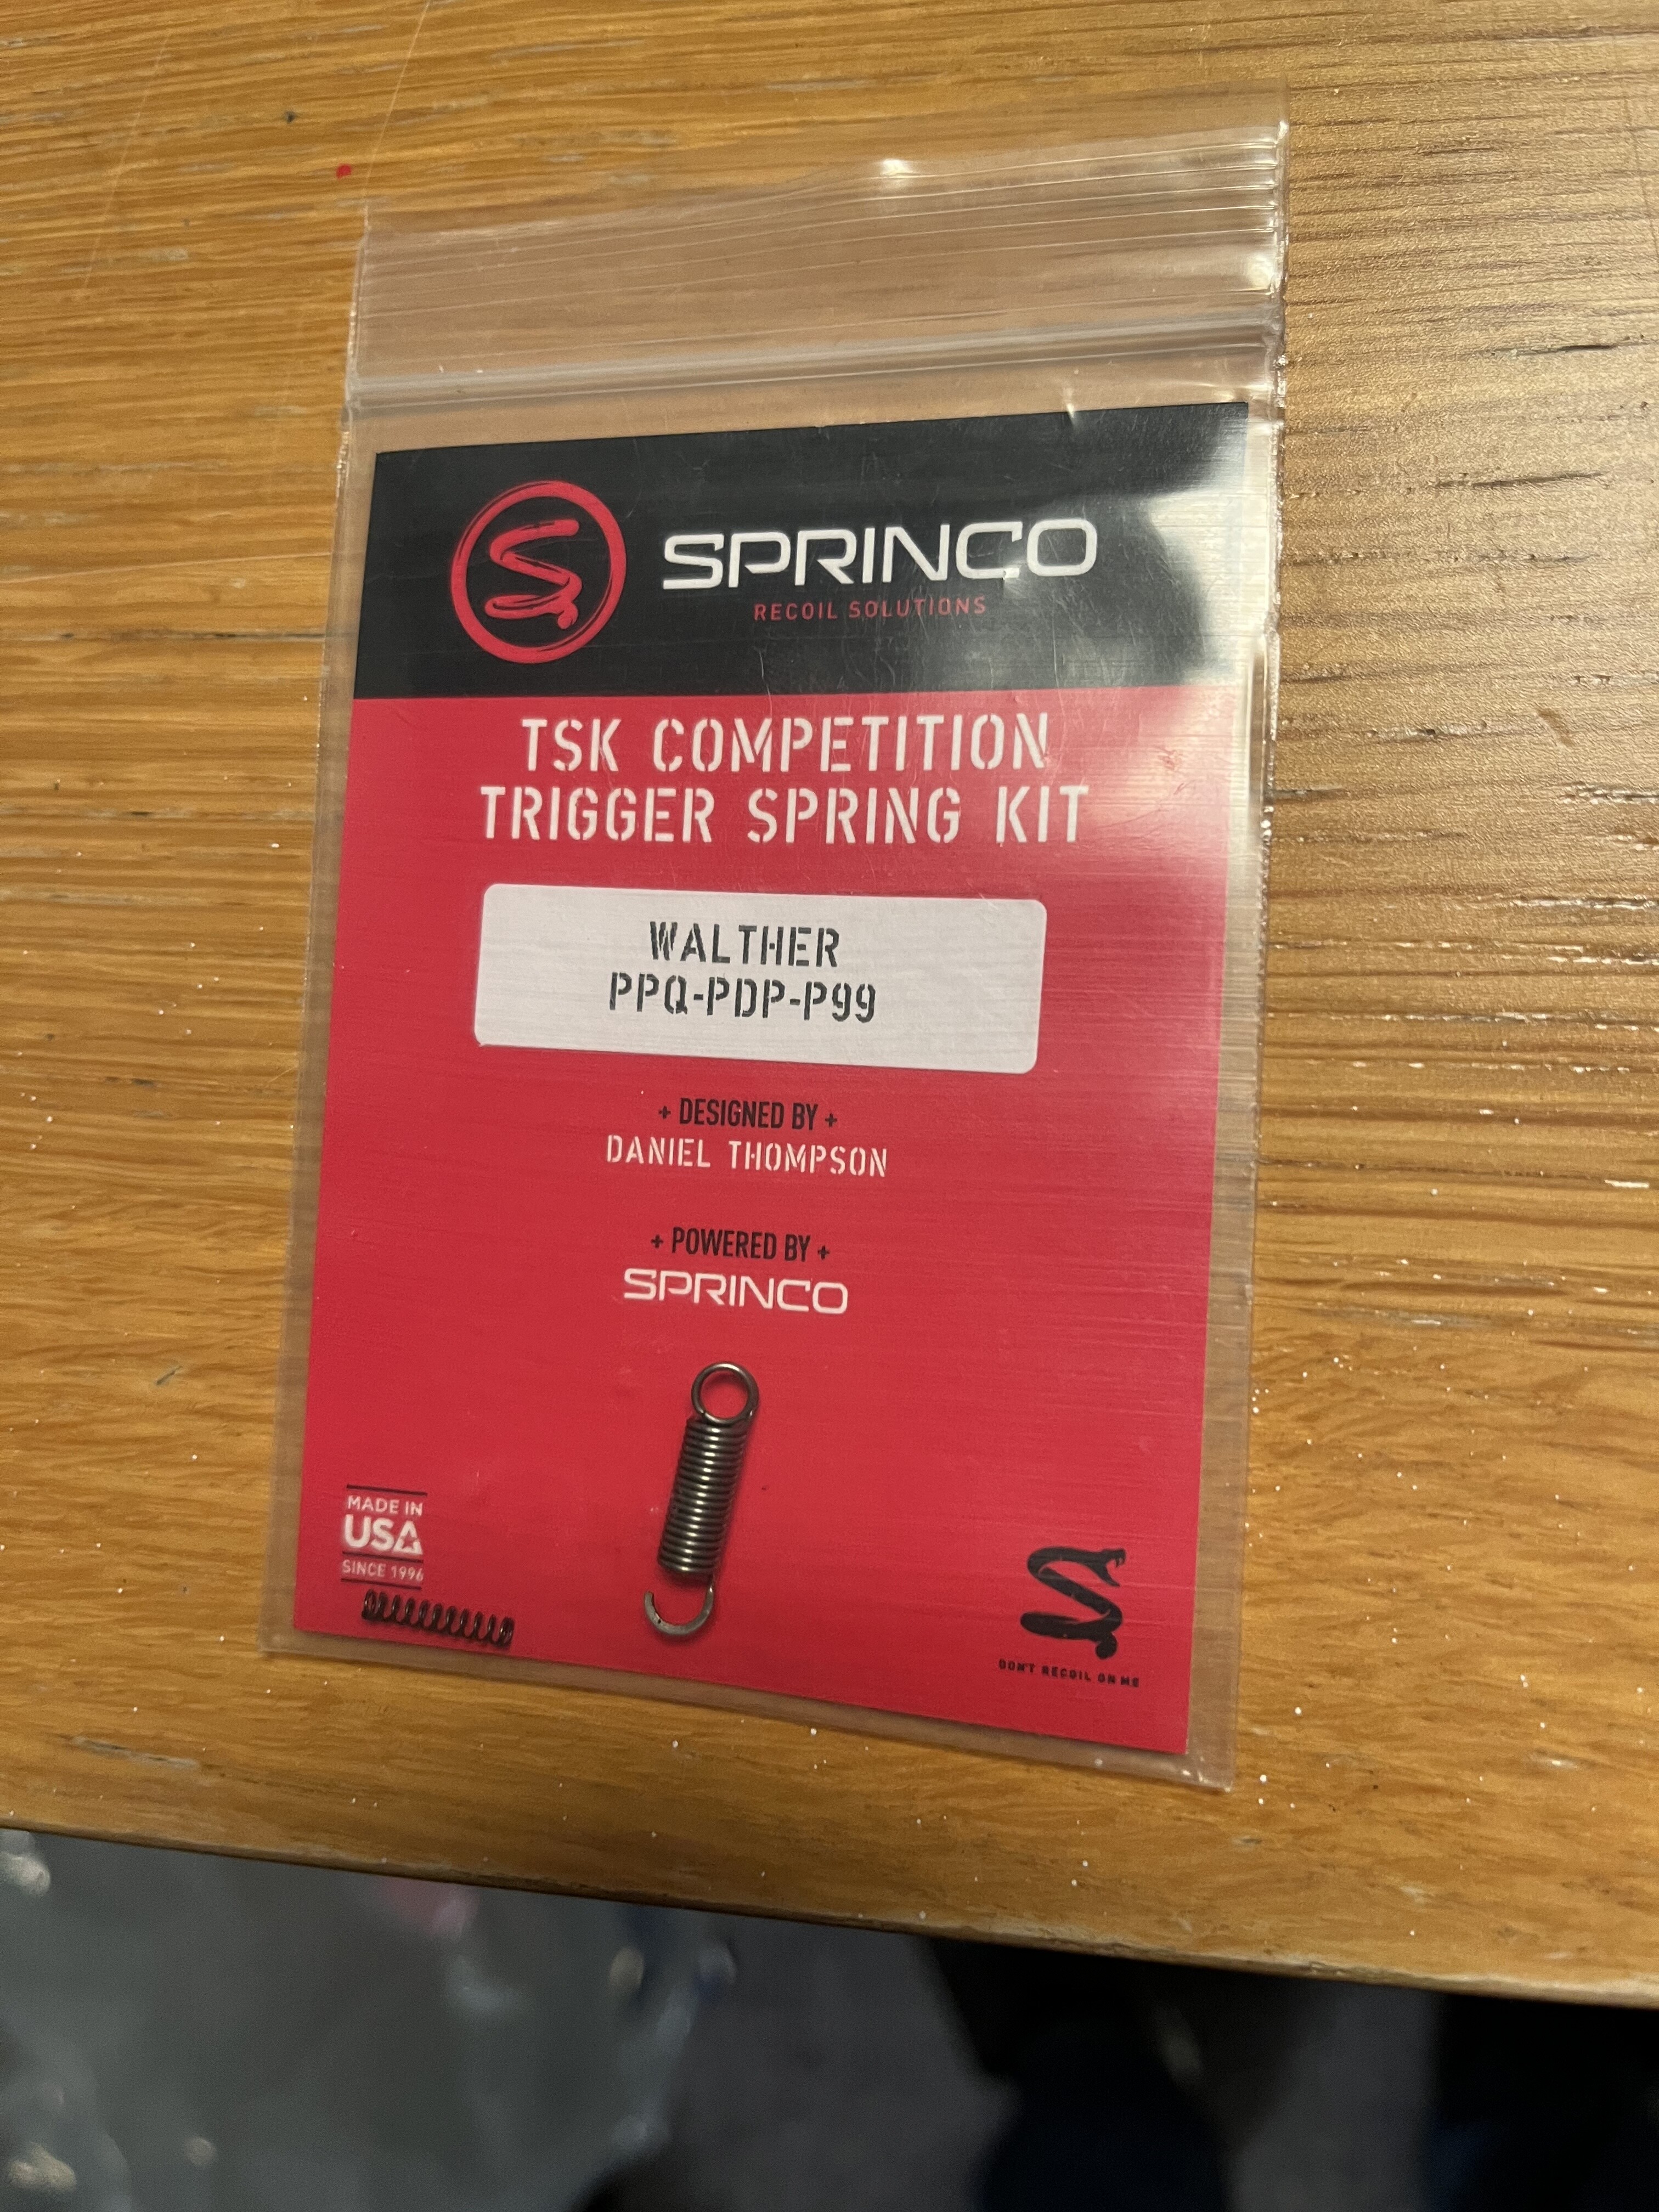 SPRINCO
RECOIL SOLUTIONS
TSK COMPETITION
TRIGGER SPRING KIT
WALTHER
PPQ-PDP-P99
+ DESIGNED BY +
DANIEL THOMPSON
+ POWERED BY +
SPRINCO
MADE IN
USA
SINCE 1996
DON'T RECOIL ON ME